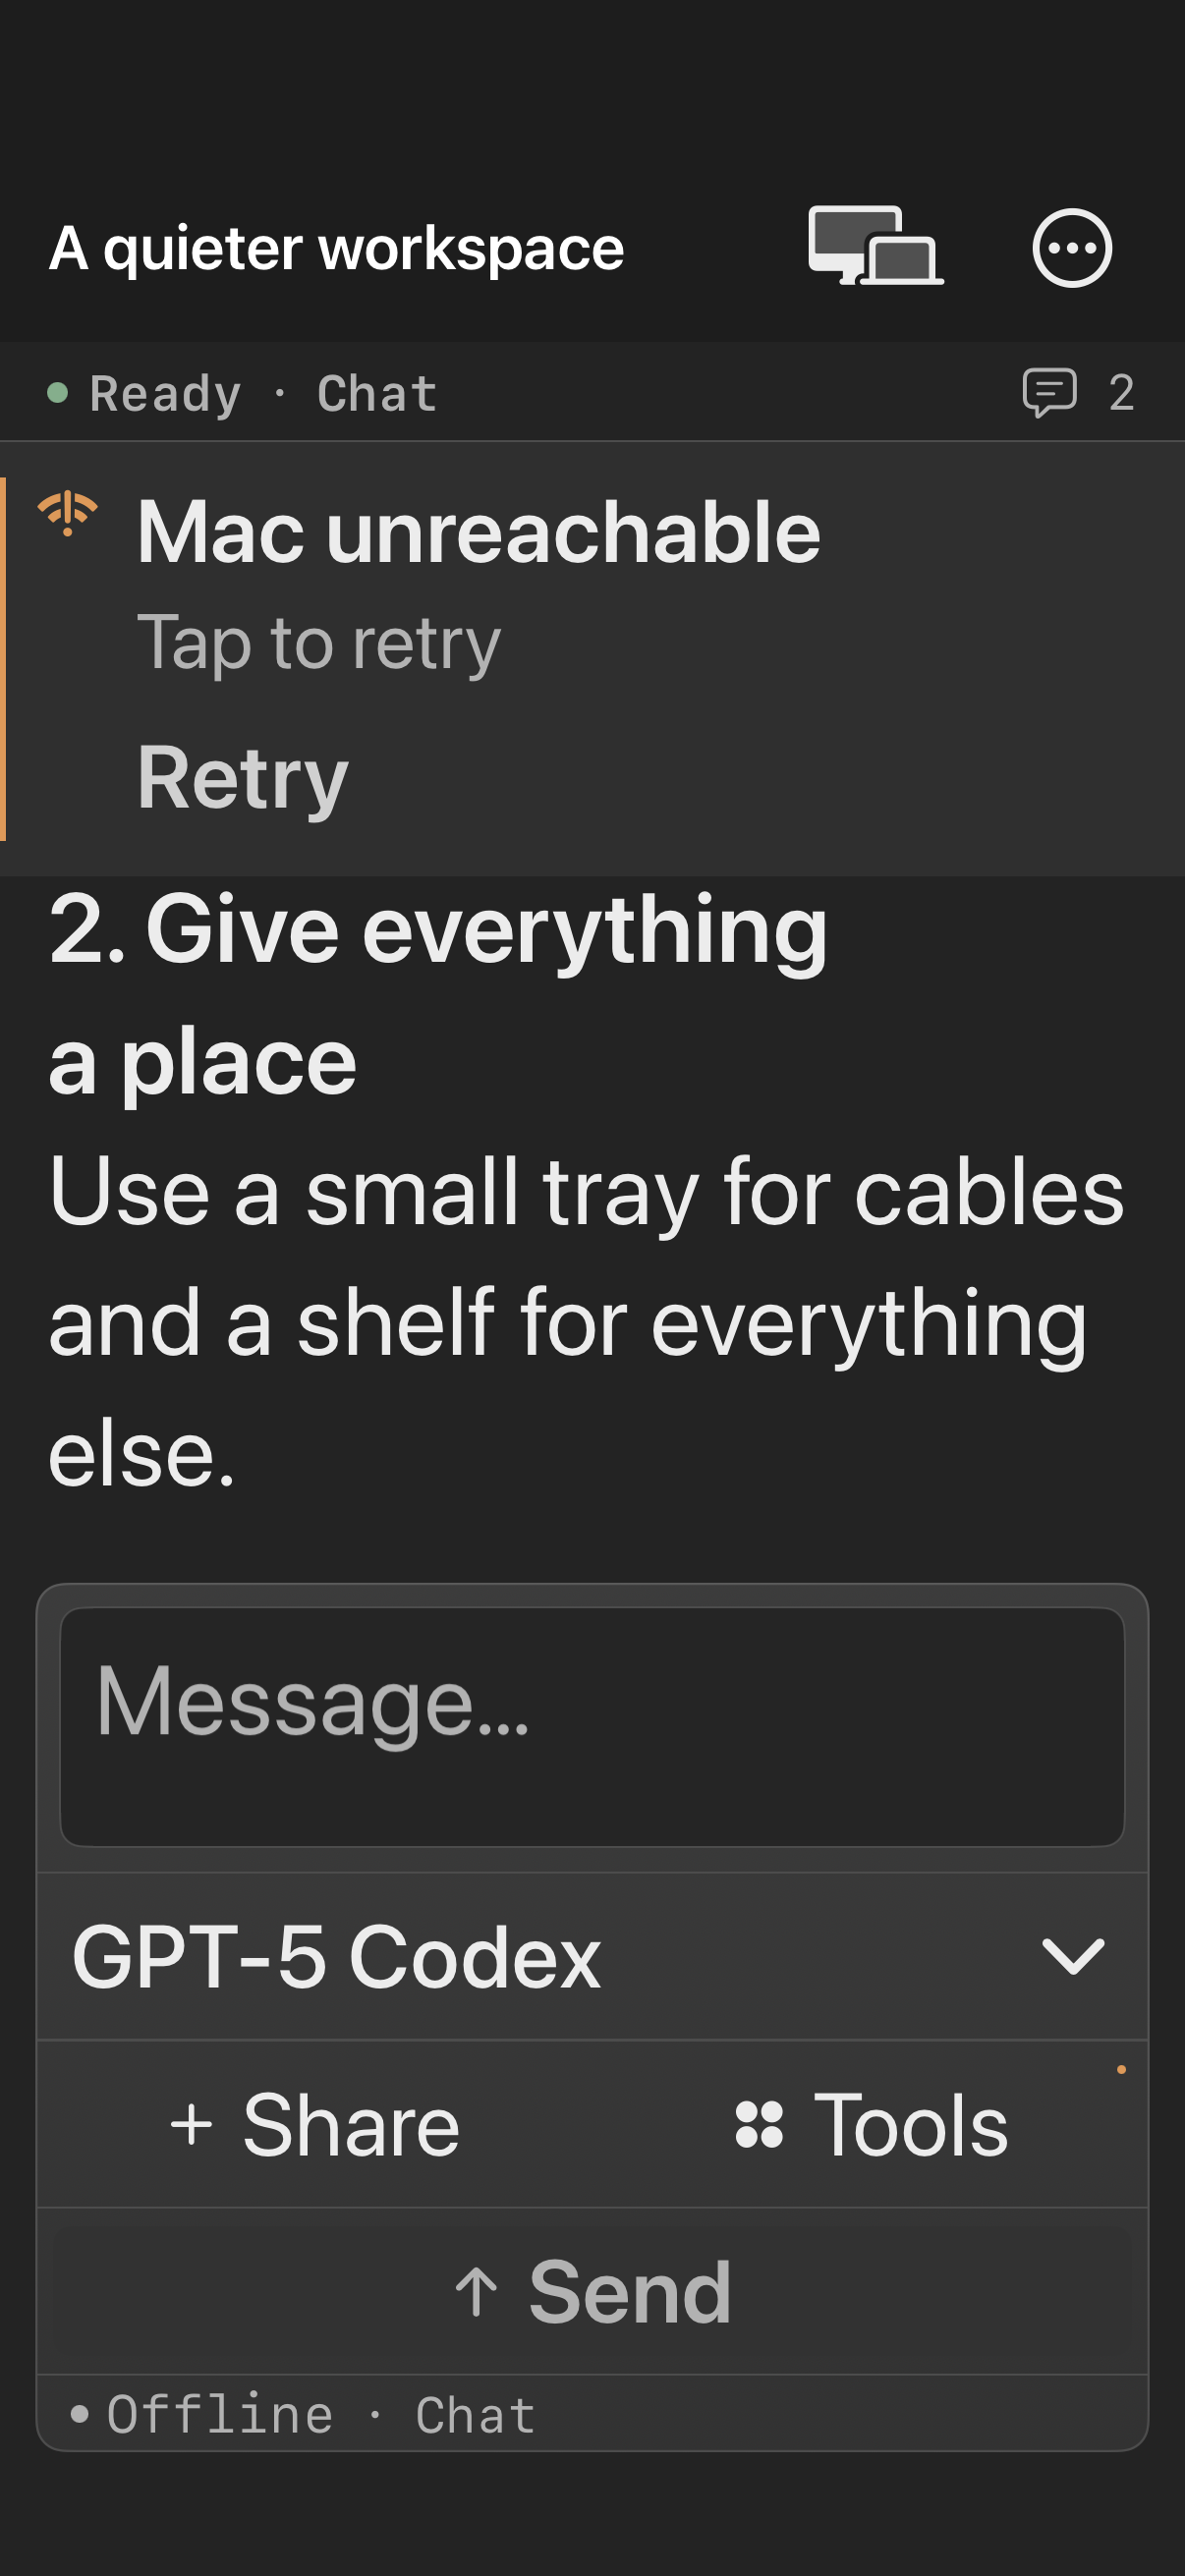 A quieter workspace
Ready · Chat
2
Mac unreachable
Tap to retry
Retry
2. Give everything
a place
Use a small tray for cables
and a shelf for everything
else.
Message…
GPT-5 Codex
+ Share
Tools
↑ Send
Offline · Chat